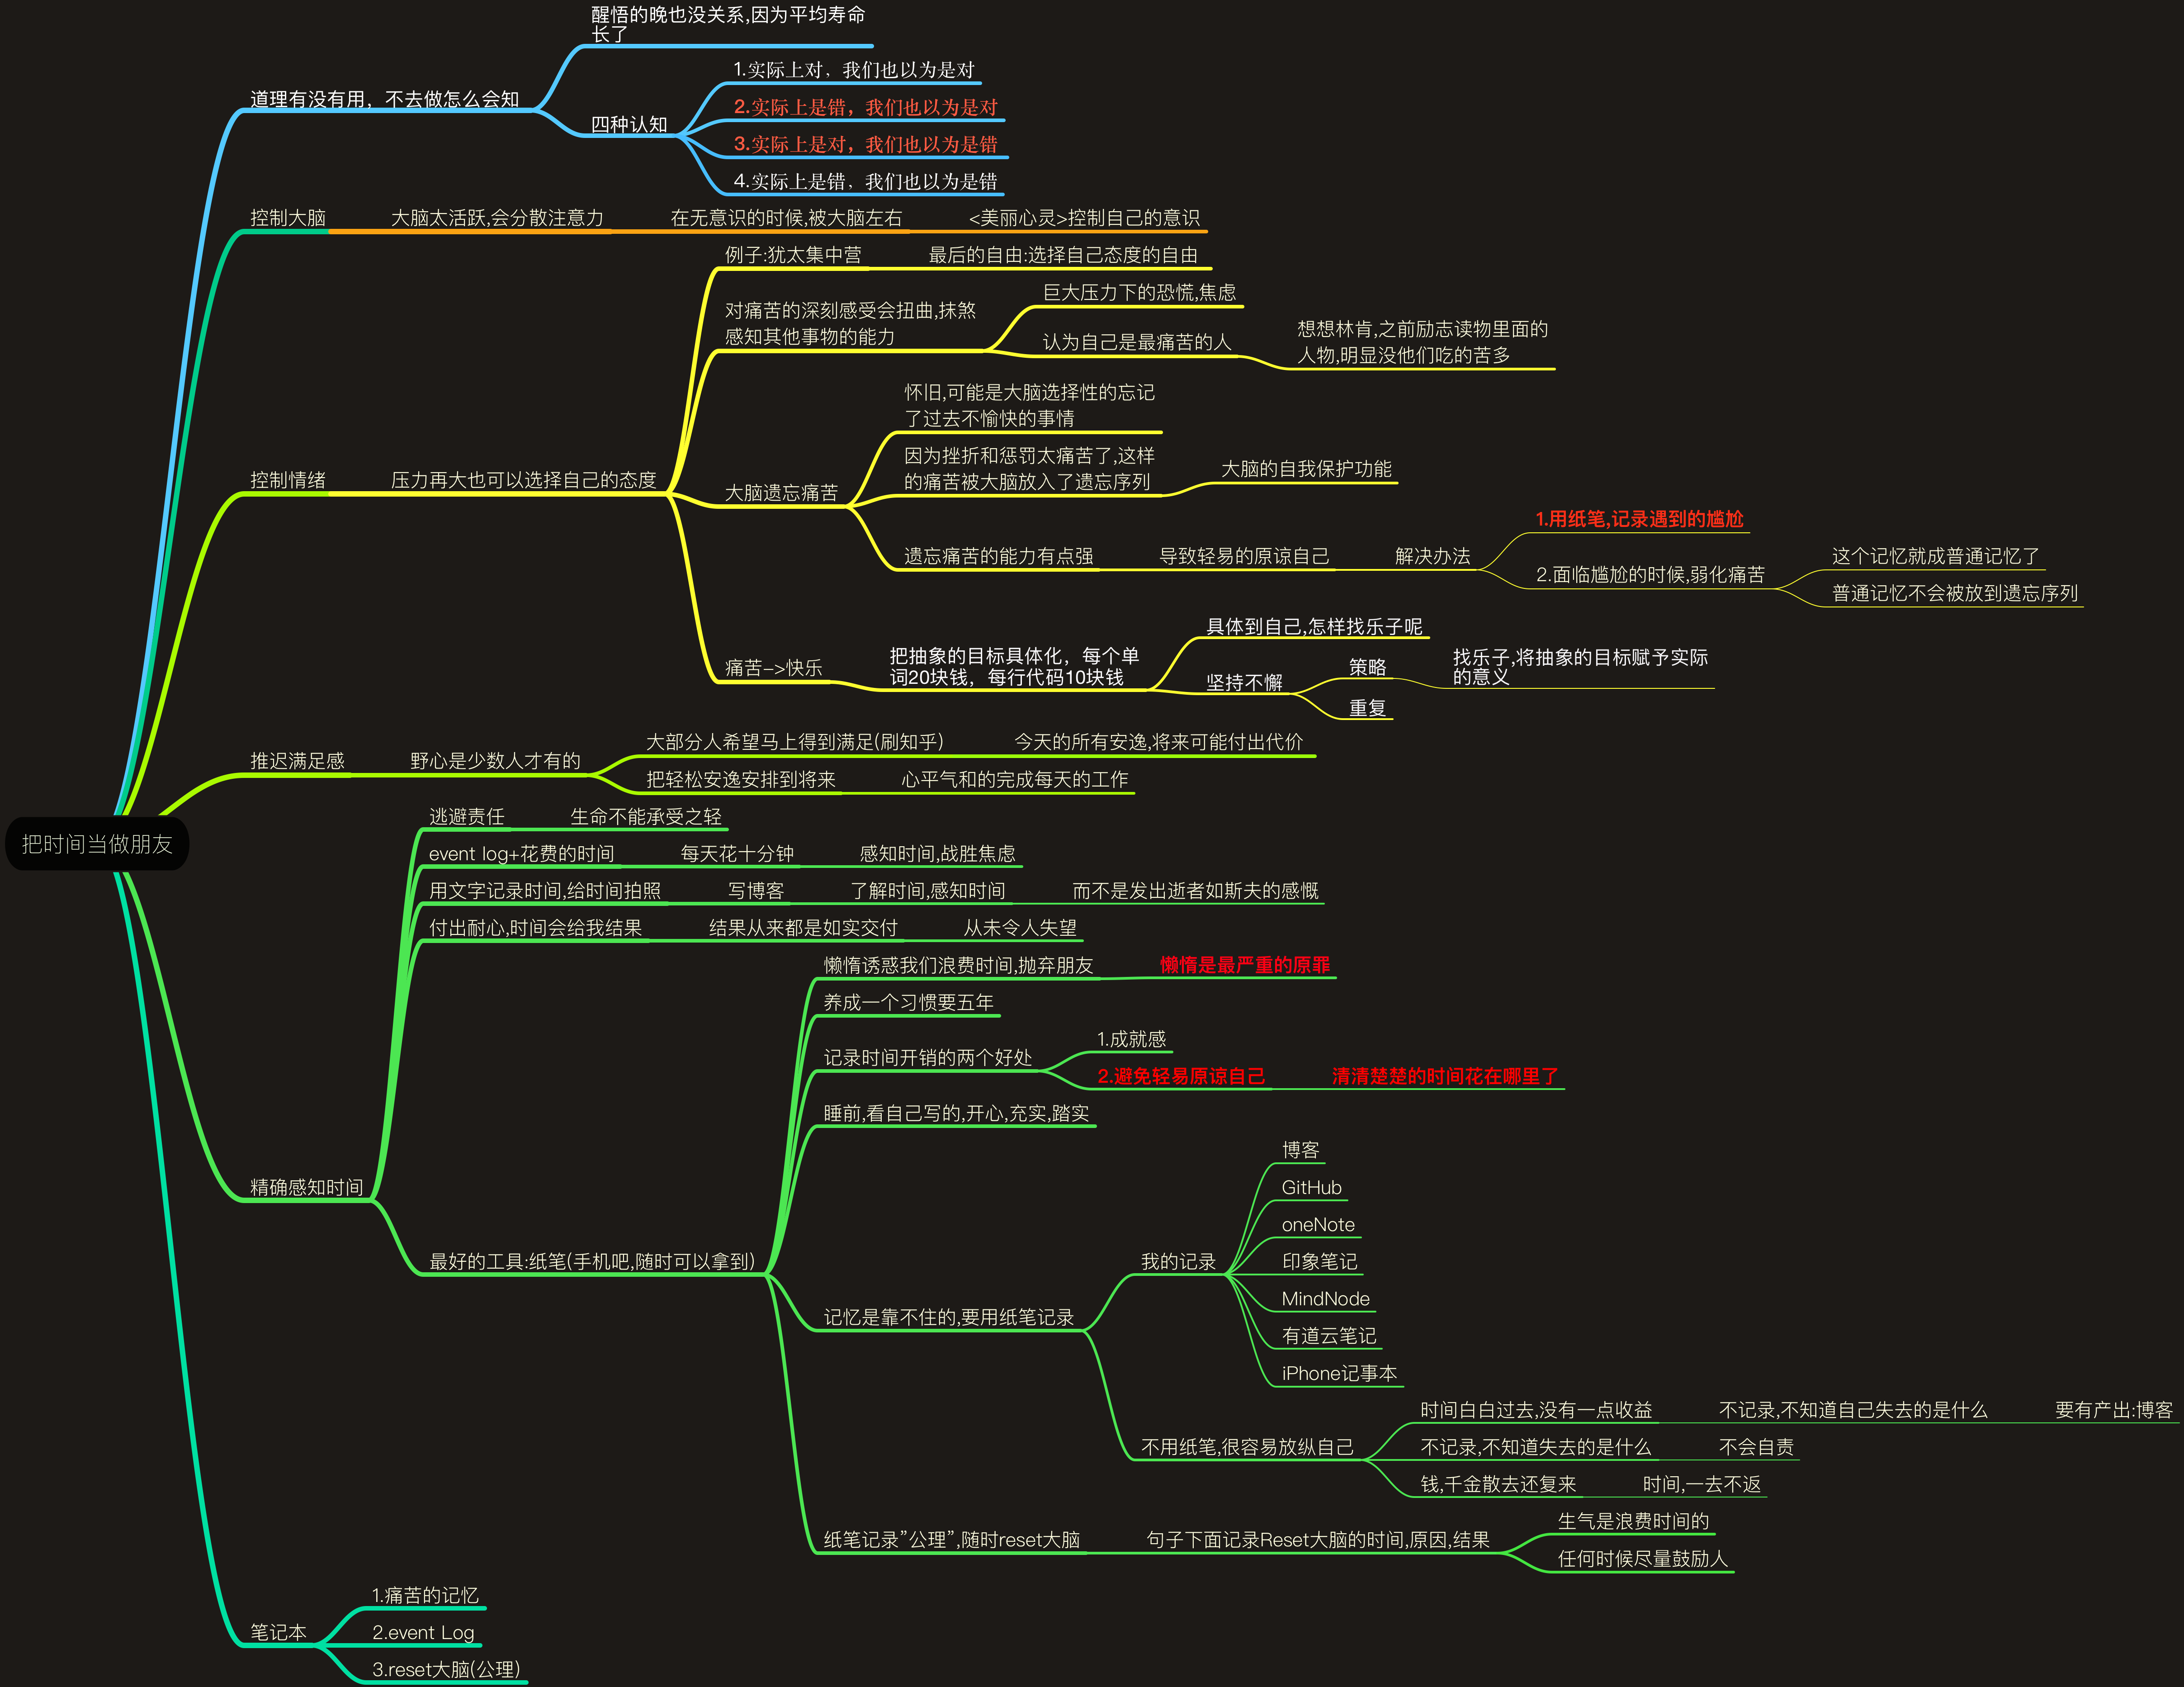 醒悟的晚也没关系,因为平均寿命
长了
道理有没有用，不去做怎么会知
四种认知
1.实际上对，我们也以为是对
2.实际上是错，我们也以为是对
3.实际上是对，我们也以为是错
4.实际上是错，我们也以为是错
控制大脑
大脑太活跃,会分散注意力
在无意识的时候,被大脑左右
<美丽心灵>控制自己的意识
控制情绪
压力再大也可以选择自己的态度
例子:犹太集中营
最后的自由:选择自己态度的自由
对痛苦的深刻感受会扭曲,抹煞
感知其他事物的能力
巨大压力下的恐慌,焦虑
认为自己是最痛苦的人
想想林肯,之前励志读物里面的
人物,明显没他们吃的苦多
大脑遗忘痛苦
怀旧,可能是大脑选择性的忘记
了过去不愉快的事情
因为挫折和惩罚太痛苦了,这样
的痛苦被大脑放入了遗忘序列
大脑的自我保护功能
遗忘痛苦的能力有点强
导致轻易的原谅自己
解决办法
1.用纸笔,记录遇到的尴尬
2.面临尴尬的时候,弱化痛苦
这个记忆就成普通记忆了
普通记忆不会被放到遗忘序列
痛苦->快乐
把抽象的目标具体化，每个单
词20块钱，每行代码10块钱
具体到自己,怎样找乐子呢
坚持不懈
策略
找乐子,将抽象的目标赋予实际
的意义
重复
推迟满足感
野心是少数人才有的
大部分人希望马上得到满足(刷知乎)
今天的所有安逸,将来可能付出代价
把轻松安逸安排到将来
心平气和的完成每天的工作
把时间当做朋友
精确感知时间
逃避责任
生命不能承受之轻
event log+花费的时间
每天花十分钟
感知时间,战胜焦虑
用文字记录时间,给时间拍照
写博客
了解时间,感知时间
而不是发出逝者如斯夫的感慨
付出耐心,时间会给我结果
结果从来都是如实交付
从未令人失望
最好的工具:纸笔(手机吧,随时可以拿到)
懒惰诱惑我们浪费时间,抛弃朋友
懒惰是最严重的原罪
养成一个习惯要五年
记录时间开销的两个好处
1.成就感
2.避免轻易原谅自己
清清楚楚的时间花在哪里了
睡前,看自己写的,开心,充实,踏实
记忆是靠不住的,要用纸笔记录
我的记录
博客
GitHub
oneNote
印象笔记
MindNode
有道云笔记
iPhone记事本
不用纸笔,很容易放纵自己
时间白白过去,没有一点收益
不记录,不知道自己失去的是什么
要有产出:博客
不记录,不知道失去的是什么
不会自责
钱,千金散去还复来
时间,一去不返
纸笔记录”公理”,随时reset大脑
句子下面记录Reset大脑的时间,原因,结果
生气是浪费时间的
任何时候尽量鼓励人
笔记本
1.痛苦的记忆
2.event Log
3.reset大脑(公理)